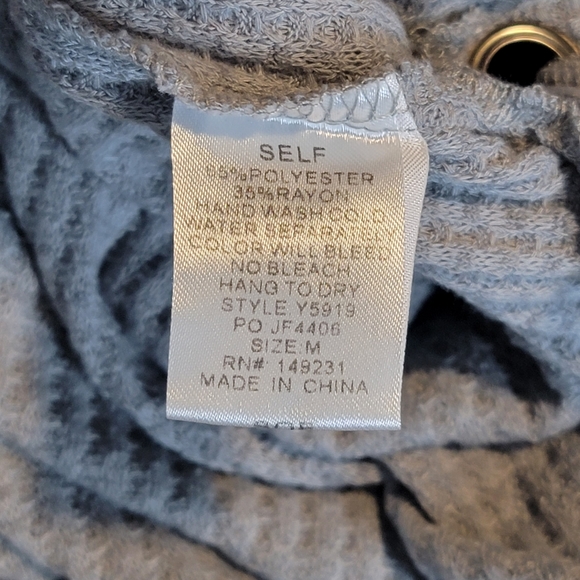 SELF
65%POLYESTER
35%RAYON
HAND WASH COLD
WATER SEPARATED
COLOR WILL BLEED
NO BLEACH
HANG TO DRY
STYLE Y5919
PO JF4406
SIZE:M
RN#: 149231
MADE IN CHINA